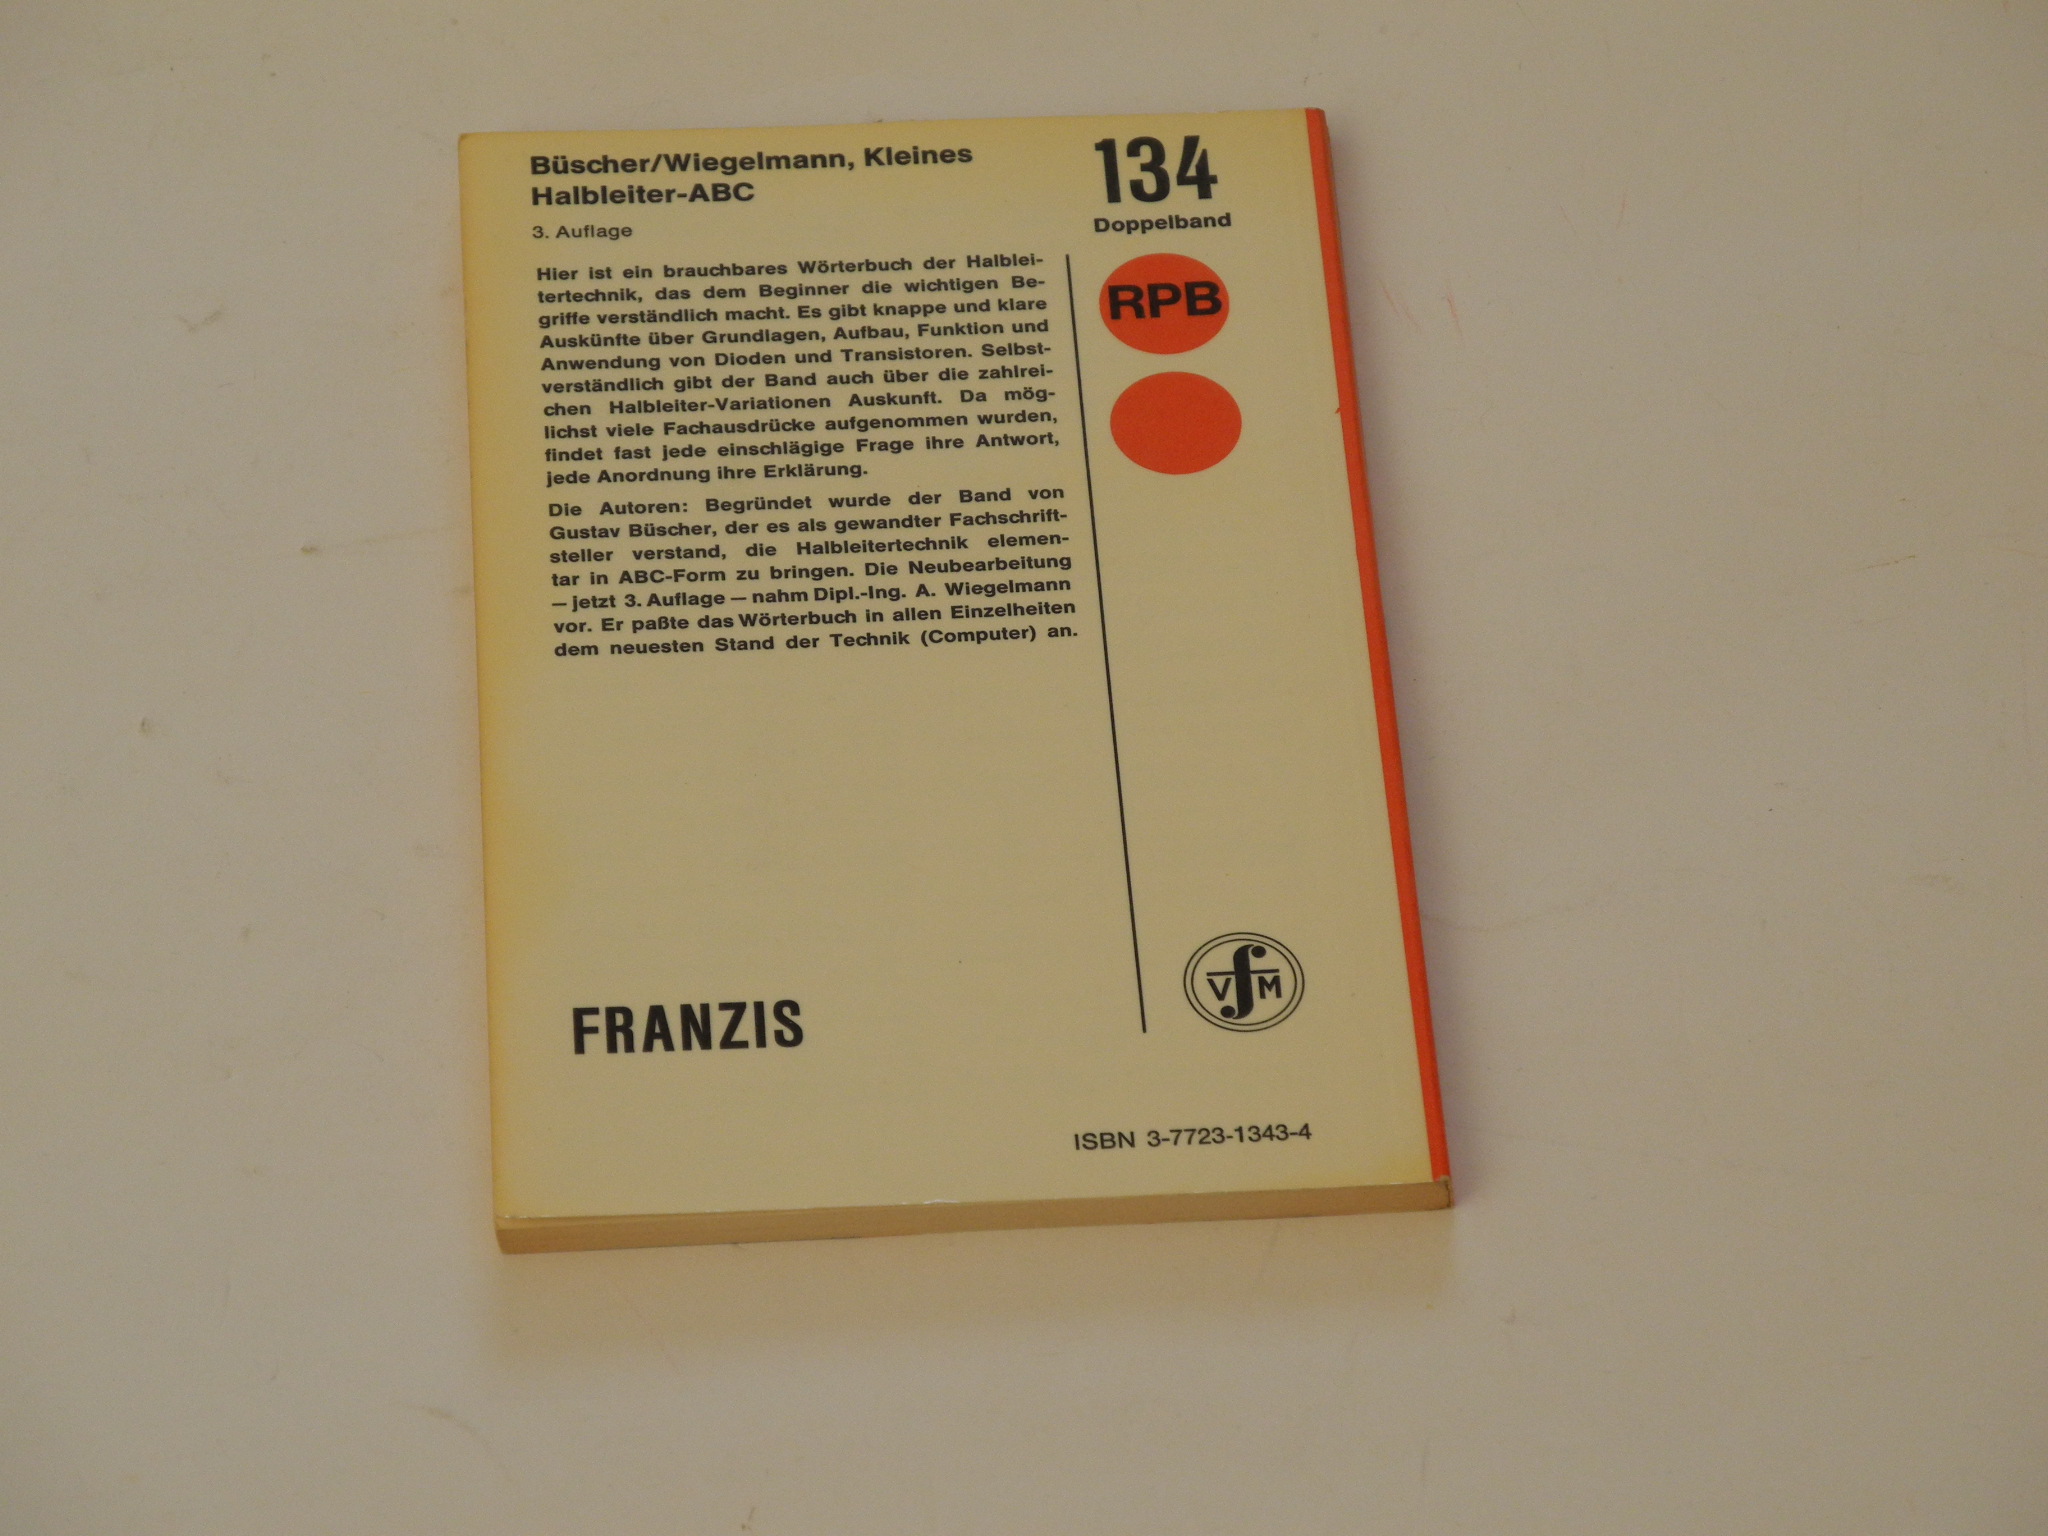 Büscher/Wiegelmann, Kleines
Halbleiter-ABC
3. Auflage
Hier ist ein brauchbares Wörterbuch der Halblei-
tertechnik, das dem Beginner die wichtigen Be-
griffe verständlich macht. Es gibt knappe und klare
Auskünfte über Grundlagen, Aufbau, Funktion und
Anwendung von Dioden und Transistoren. Selbst-
verständlich gibt der Band auch über die zahlrei-
chen Halbleiter-Variationen Auskunft. Da mög-
lichst viele Fachausdrücke aufgenommen wurden,
findet fast jede einschlägige Frage ihre Antwort,
jede Anordnung ihre Erklärung.
Die Autoren: Begründet wurde der Band von
Gustav Büscher, der es als gewandter Fachschrift-
steller verstand, die Halbleitertechnik elemen-
tar in ABC-Form zu bringen. Die Neubearbeitung
— jetzt 3. Auflage — nahm Dipl.-Ing. A. Wiegelmann
vor. Er paßte das Wörterbuch in allen Einzelheiten
dem neuesten Stand der Technik (Computer) an.
134
Doppelband
RPB
FRANZIS
VfM
ISBN 3-7723-1343-4